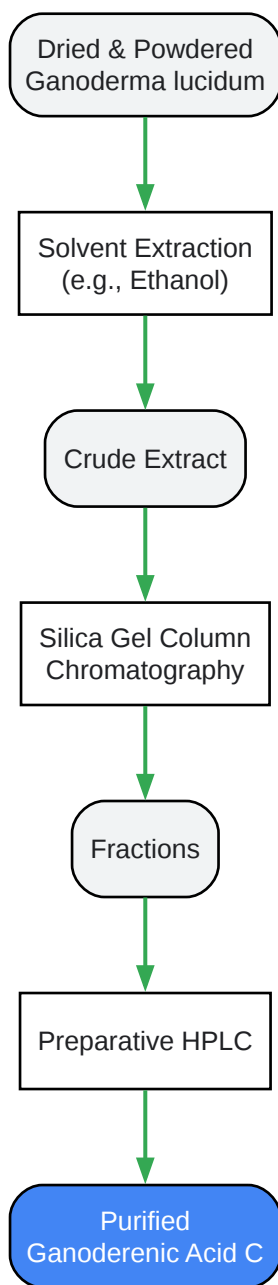 Dried & Powdered
Ganoderma lucidum
Solvent Extraction
(e.g., Ethanol)
Crude Extract
Silica Gel Column
Chromatography
Fractions
Preparative HPLC
Purified
Ganoderenic Acid C